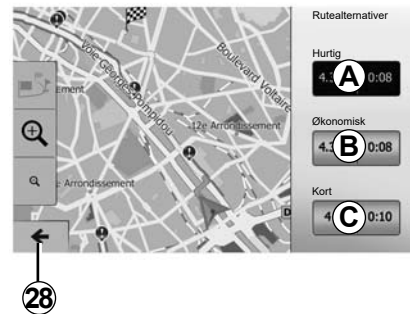 Rutealternativer
Voie Georges-Pompidou
Boulevard Voltaire
Hurtig
A 0:08
ement
12e Arrondissement
Økonomisk
B 0:08
e Arrondissement
Kort
4 C 0:10
D
28